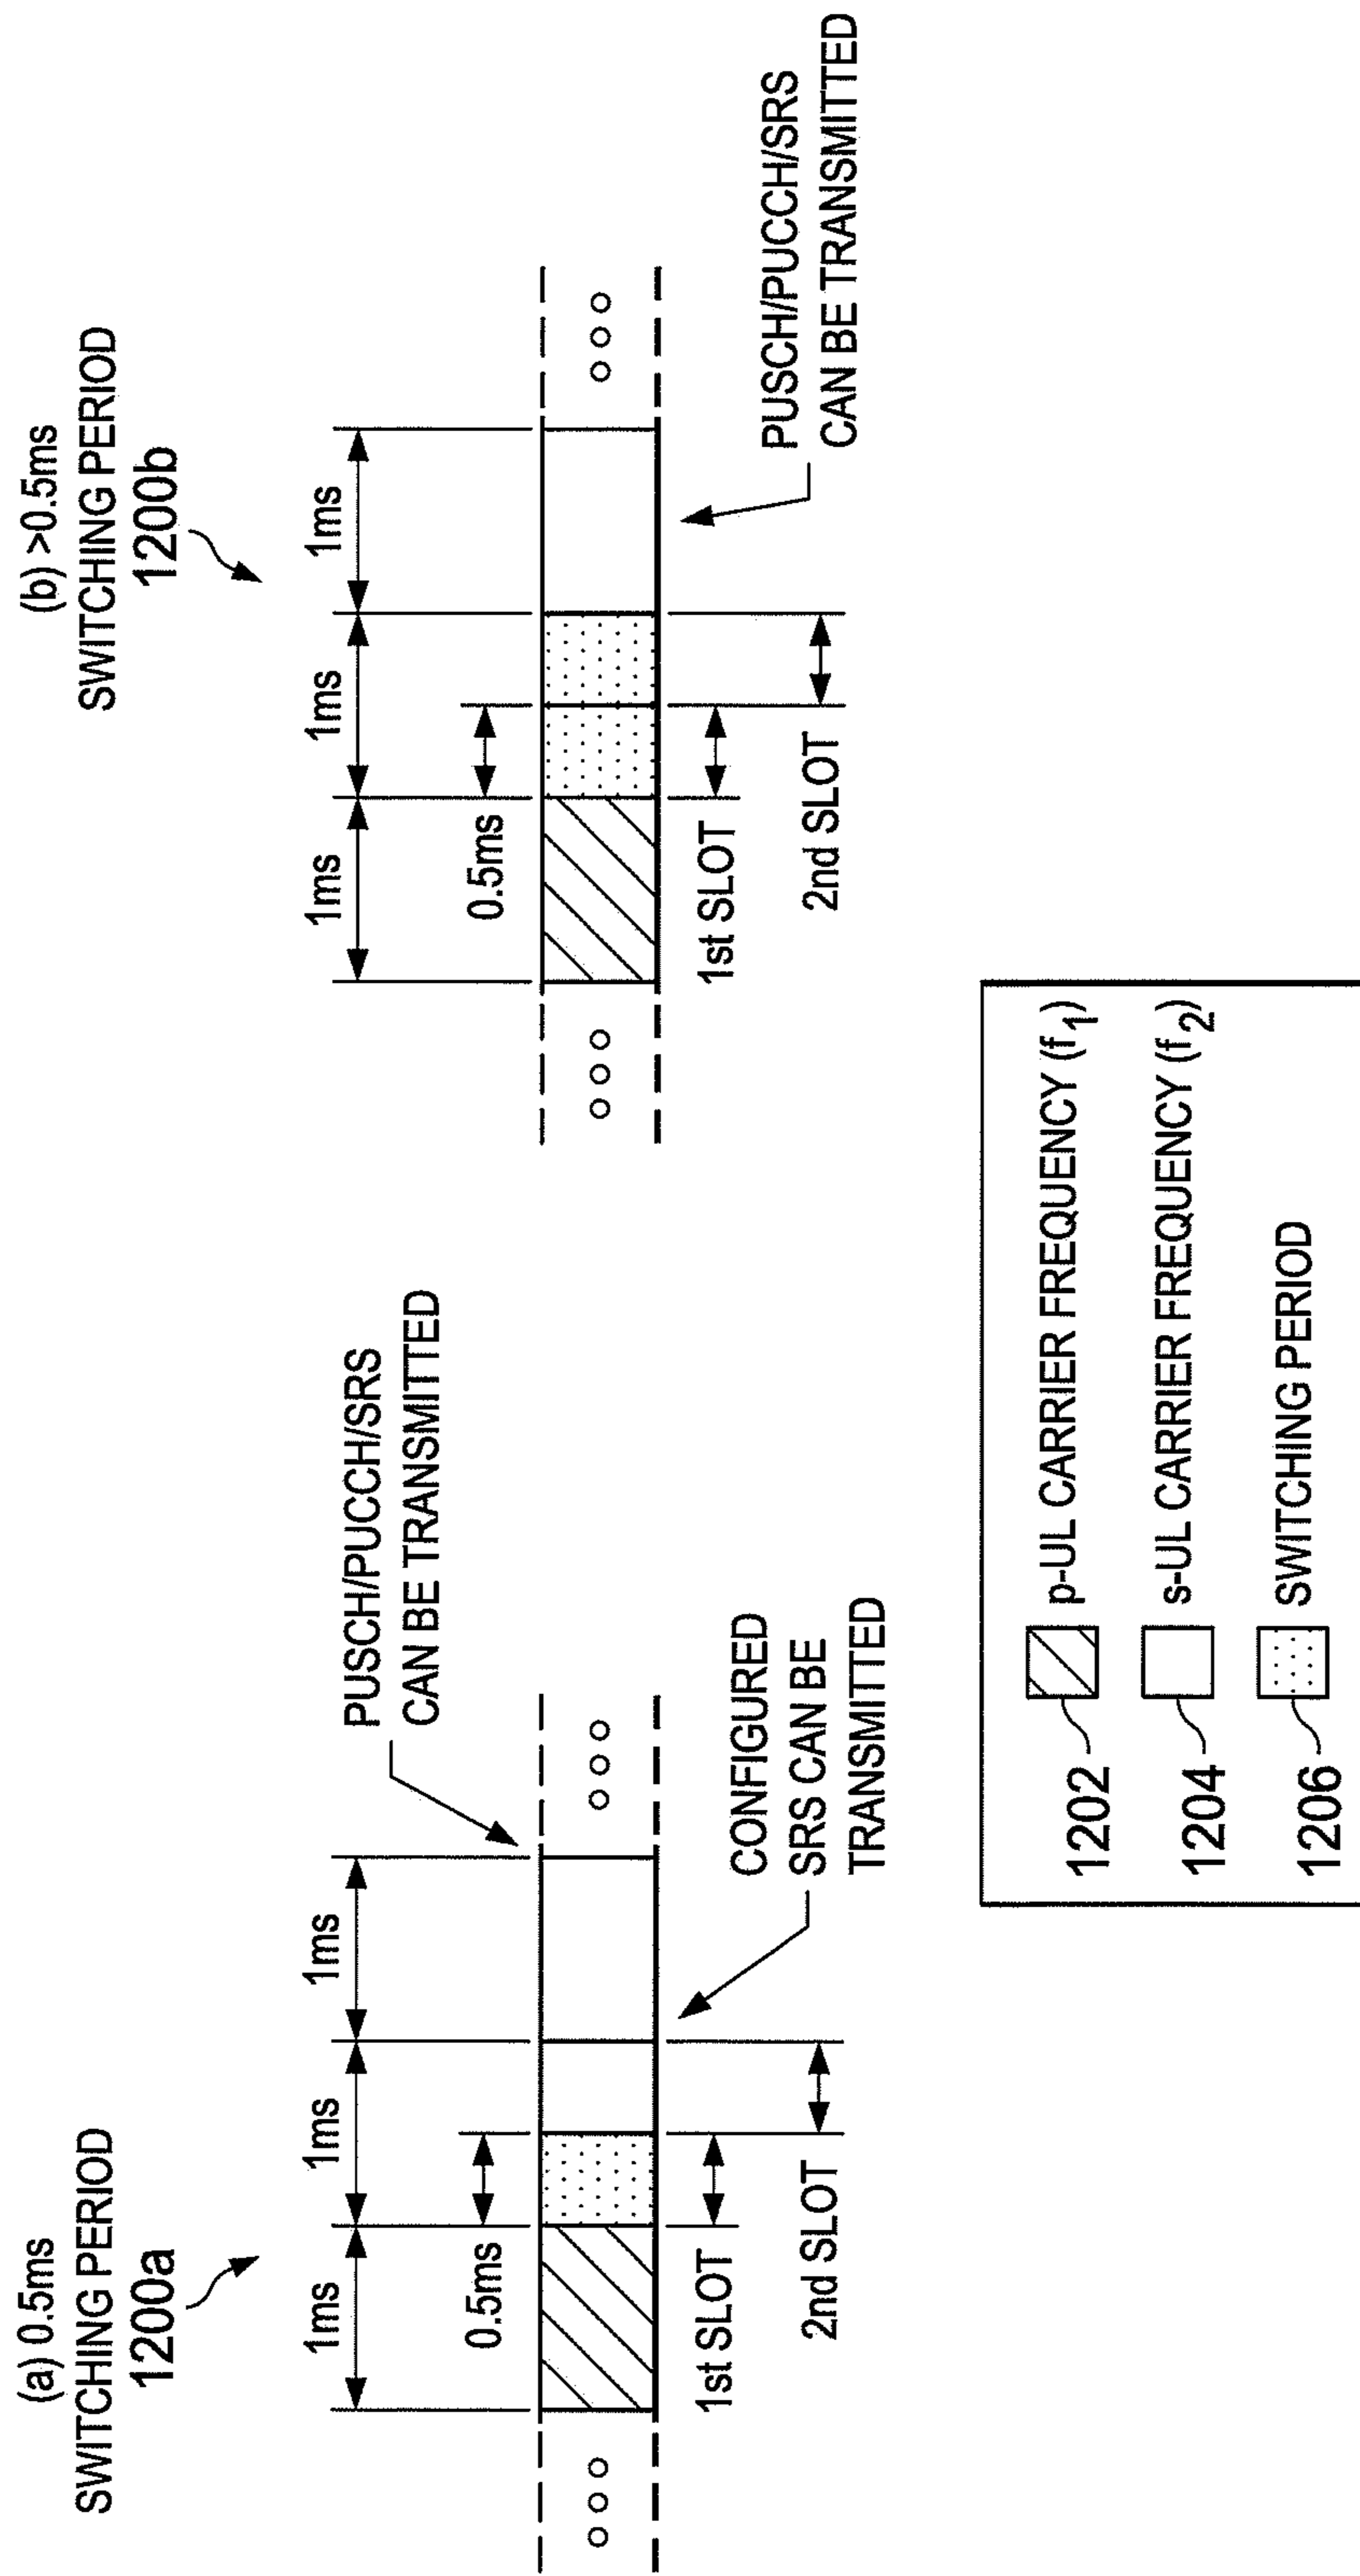 (a) 0.5ms
SWITCHING PERIOD
1200a
1ms
1ms
1ms
0.5ms
PUSCH/PUCCH/SRS
CAN BE TRANSMITTED
1st SLOT
2nd SLOT
CONFIGURED
SRS CAN BE
TRANSMITTED
(b) >0.5ms
SWITCHING PERIOD
1200b
1ms
1ms
1ms
0.5ms
1st SLOT
2nd SLOT
PUSCH/PUCCH/SRS
CAN BE TRANSMITTED
1202 p-UL CARRIER FREQUENCY (f1)
1204 s-UL CARRIER FREQUENCY (f2)
1206 SWITCHING PERIOD